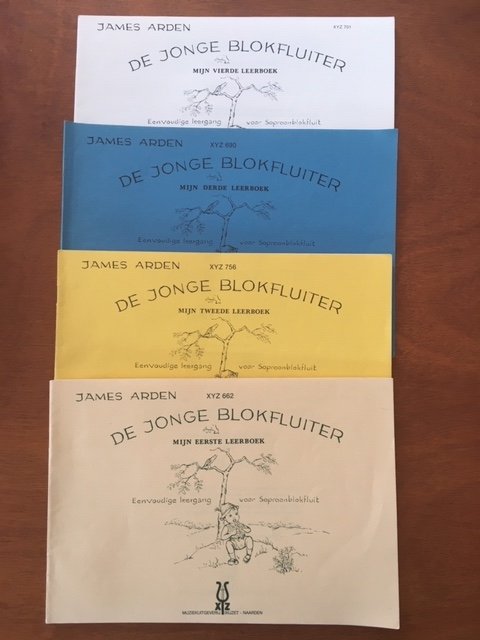 JAMES ARDEN XYZ 701
DE JONGE BLOKFLUITER
MIJN VIERDE LEERBOEK
Eenvoudige leergang voor Sopraanblokfluit
JAMES ARDEN XYZ 690
DE JONGE BLOKFLUITER
MIJN DERDE LEERBOEK
Eenvoudige leergang voor Sopraanblokfluit
JAMES ARDEN XYZ 756
DE JONGE BLOKFLUITER
MIJN TWEEDE LEERBOEK
Eenvoudige leergang voor Sopraanblokfluit
JAMES ARDEN XYZ 662
DE JONGE BLOKFLUITER
MIJN EERSTE LEERBOEK
Eenvoudige leergang voor Sopraanblokfluit
XYZ
MUZIEKUITGEVERIJ IXIJZET - NAARDEN